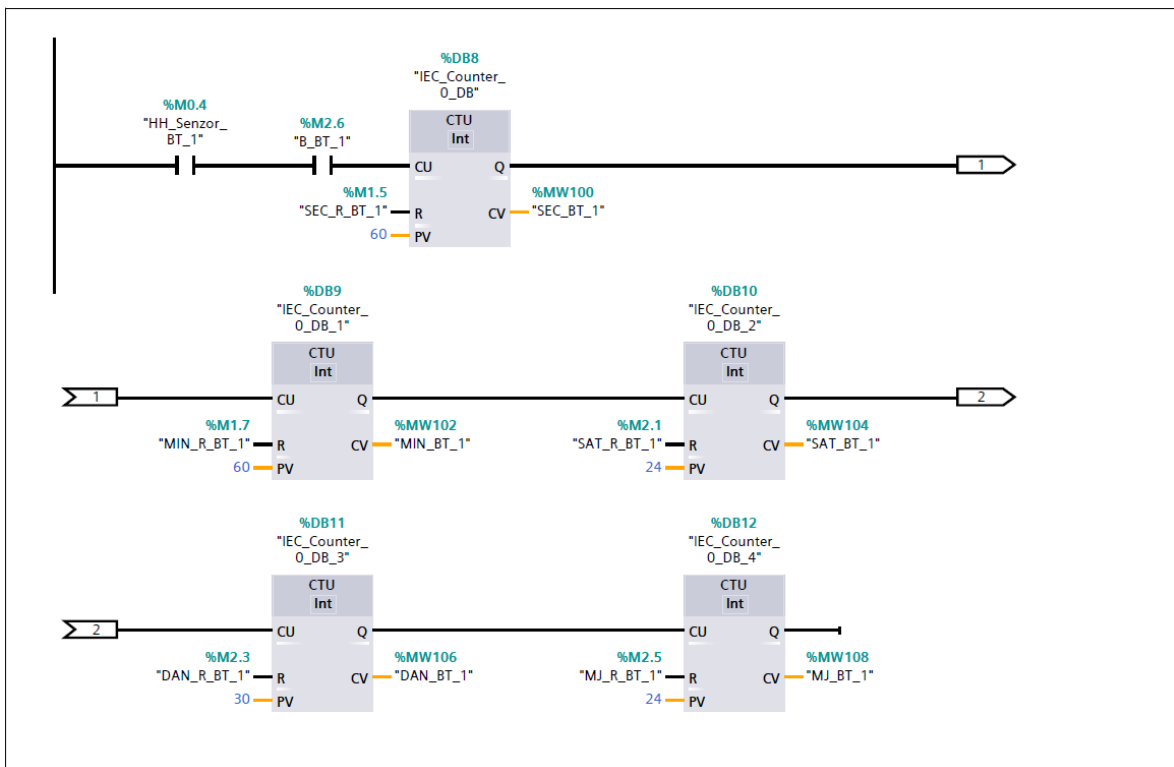 %DB8
"IEC_Counter_
0_DB"
%M0.4
"HH_Senzor_
BT_1"
%M2.6
"B_BT_1"
CTU
Int
CU
Q
1
%M1.5
"SEC_R_BT_1"
R
CV
%MW100
"SEC_BT_1"
60
PV
%DB9
"IEC_Counter_
0_DB_1"
%DB10
"IEC_Counter_
0_DB_2"
CTU
Int
CTU
Int
1
CU
Q
CU
Q
2
%M1.7
"MIN_R_BT_1"
R
CV
%MW102
"MIN_BT_1"
%M2.1
"SAT_R_BT_1"
R
CV
%MW104
"SAT_BT_1"
60
PV
24
PV
%DB11
"IEC_Counter_
0_DB_3"
%DB12
"IEC_Counter_
0_DB_4"
CTU
Int
CTU
Int
2
CU
Q
CU
Q
%M2.3
"DAN_R_BT_1"
R
CV
%MW106
"DAN_BT_1"
%M2.5
"MJ_R_BT_1"
R
CV
%MW108
"MJ_BT_1"
30
PV
24
PV